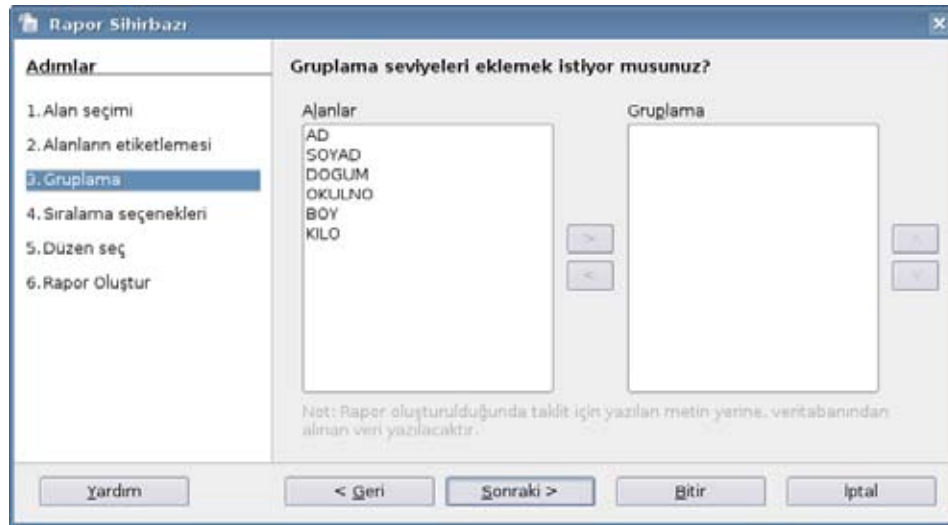 Rapor Sihirbazı
Adımlar
1. Alan seçimi
2. Alanların etiketlemesi
3. Gruplama
4. Sıralama seçenekleri
5. Düzen seç
6. Rapor Oluştur
Gruplama seviyeleri eklemek istiyor musunuz?
Alanlar
AD
SOYAD
DOGUM
OKULNO
BOY
KILO
>
<
Gruplama
^
v
Not: Rapor oluşturulduğunda taklit için yazılan metin yerine, veritabanından
alınan veri yazılacaktır.
Yardım
< Geri
Sonraki >
Bitir
İptal